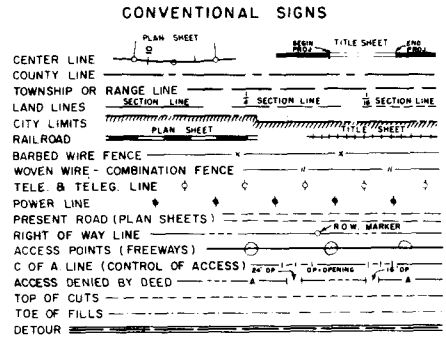 CONVENTIONAL SIGNS
PLAN SHEET
BEGIN PROJ. TITLE SHEET END PROJ.
CENTER LINE
COUNTY LINE
TOWNSHIP OR RANGE LINE
LAND LINES SECTION LINE 1/4 SECTION LINE 1/16 SECTION LINE
CITY LIMITS
RAILROAD PLAN SHEET TITLE SHEET
BARBED WIRE FENCE
WOVEN WIRE - COMBINATION FENCE
TELE. & TELEG. LINE
POWER LINE
PRESENT ROAD (PLAN SHEETS)
RIGHT OF WAY LINE R.O.W. MARKER
ACCESS POINTS (FREEWAYS)
C OF A LINE (CONTROL OF ACCESS)
24' OP OP=OPENING 16' OP
ACCESS DENIED BY DEED A A
TOP OF CUTS
TOE OF FILLS
DETOUR